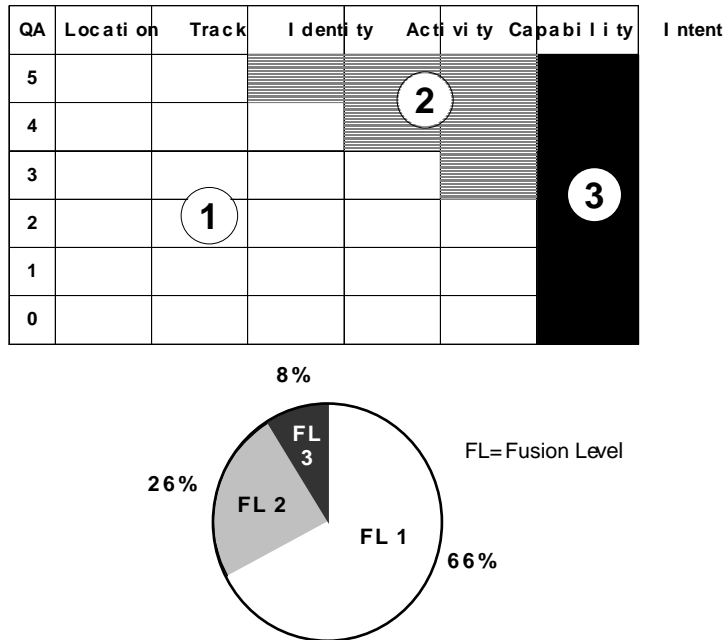 QA Location Track Identity Activity Capability Intent
5
2
4
3
3
1
2
1
0
8%
FL
3
FL=Fusion Level
26%
FL 2
FL 1
66%